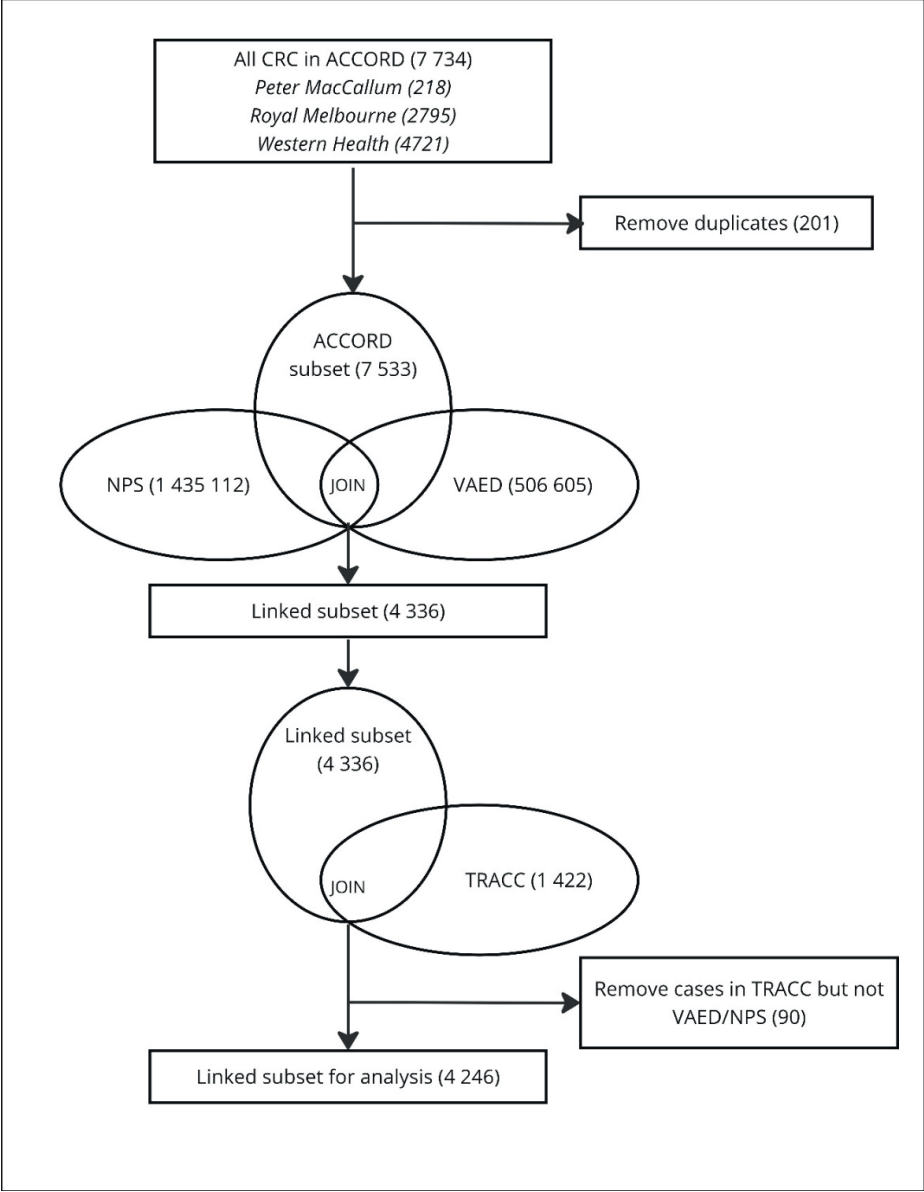 All CRC in ACCORD (7 734)
Peter MacCallum (218)
Royal Melbourne (2795)
Western Health (4721)
Remove duplicates (201)
ACCORD
subset (7 533)
NPS (1 435 112)
JOIN
VAED (506 605)
Linked subset (4 336)
Linked subset
(4 336)
JOIN
TRACC (1 422)
Remove cases in TRACC but not
VAED/NPS (90)
Linked subset for analysis (4 246)